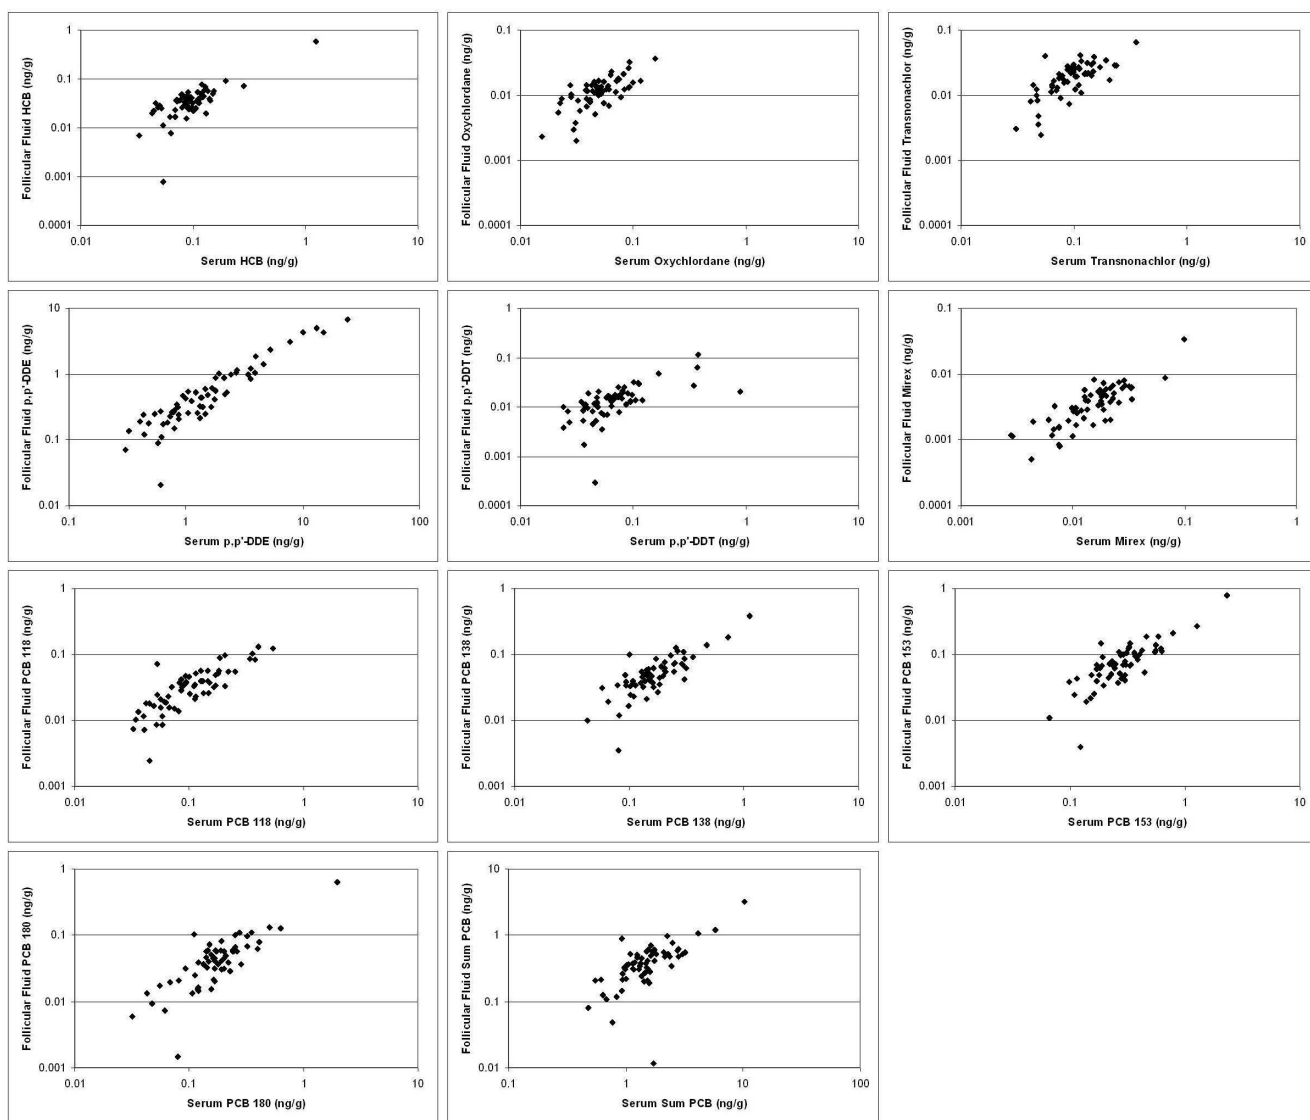 Follicular Fluid HCB (ng/g)
1
0.1
0.01
0.001
0.0001
0.01 0.1 1 10
Serum HCB (ng/g)
Follicular Fluid Oxychlordane (ng/g)
0.1
0.01
0.001
0.0001
0.01 0.1 1 10
Serum Oxychlordane (ng/g)
Follicular Fluid Transnonachlor (ng/g)
0.1
0.01
0.001
0.0001
0.01 0.1 1 10
Serum Transnonachlor (ng/g)
Follicular Fluid p,p'-DDE (ng/g)
10
1
0.1
0.01
0.1 1 10 100
Serum p,p'-DDE (ng/g)
Follicular Fluid p,p'-DDT (ng/g)
1
0.1
0.01
0.001
0.0001
0.01 0.1 1 10
Serum p,p'-DDT (ng/g)
Follicular Fluid Mirex (ng/g)
0.1
0.01
0.001
0.0001
0.001 0.01 0.1 1
Serum Mirex (ng/g)
Follicular Fluid PCB 118 (ng/g)
1
0.1
0.01
0.001
0.01 0.1 1 10
Serum PCB 118 (ng/g)
Follicular Fluid PCB 138 (ng/g)
1
0.1
0.01
0.001
0.01 0.1 1 10
Serum PCB 138 (ng/g)
Follicular Fluid PCB 153 (ng/g)
1
0.1
0.01
0.001
0.01 0.1 1 10
Serum PCB 153 (ng/g)
Follicular Fluid PCB 180 (ng/g)
1
0.1
0.01
0.001
0.01 0.1 1 10
Serum PCB 180 (ng/g)
Follicular Fluid Sum PCB (ng/g)
10
1
0.1
0.01
0.1 1 10 100
Serum Sum PCB (ng/g)